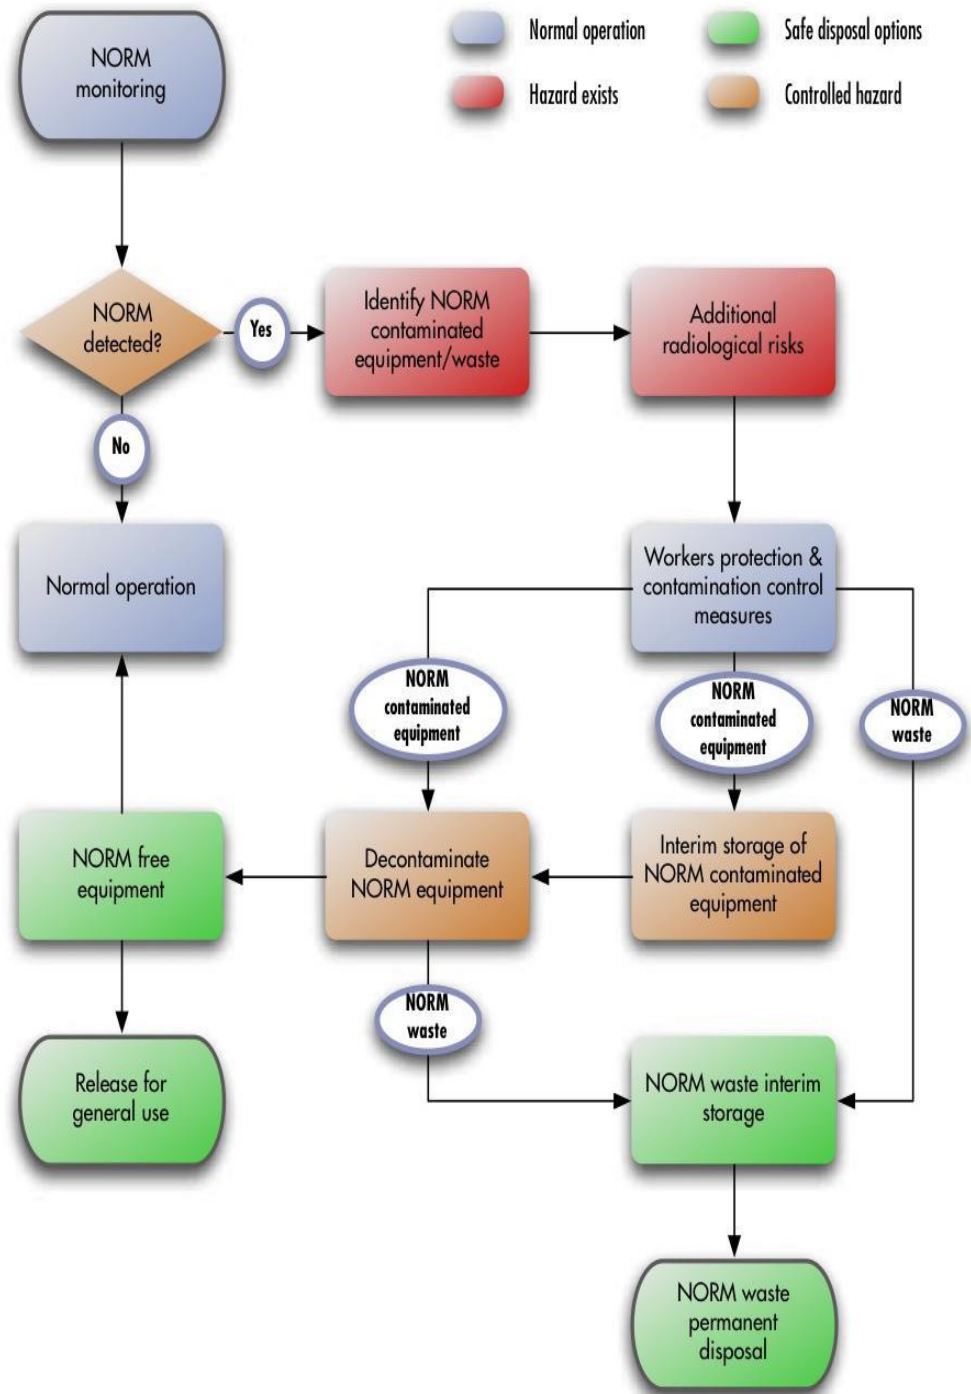 NORM
monitoring
Normal operation
Safe disposal options
Hazard exists
Controlled hazard
NORM
detected?
Yes
Identify NORM
contaminated
equipment/waste
Additional
radiological risks
No
Normal operation
Workers protection &
contamination control
measures
NORM
contaminated
equipment
NORM
contaminated
equipment
NORM
waste
NORM free
equipment
Decontaminate
NORM equipment
Interim storage of
NORM contaminated
equipment
NORM
waste
Release for
general use
NORM waste interim
storage
NORM waste
permanent
disposal